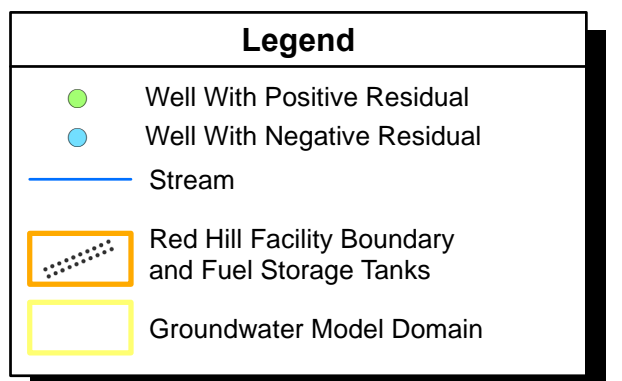 Legend
Well With Positive Residual
Well With Negative Residual
Stream
Red Hill Facility Boundary
and Fuel Storage Tanks
Groundwater Model Domain